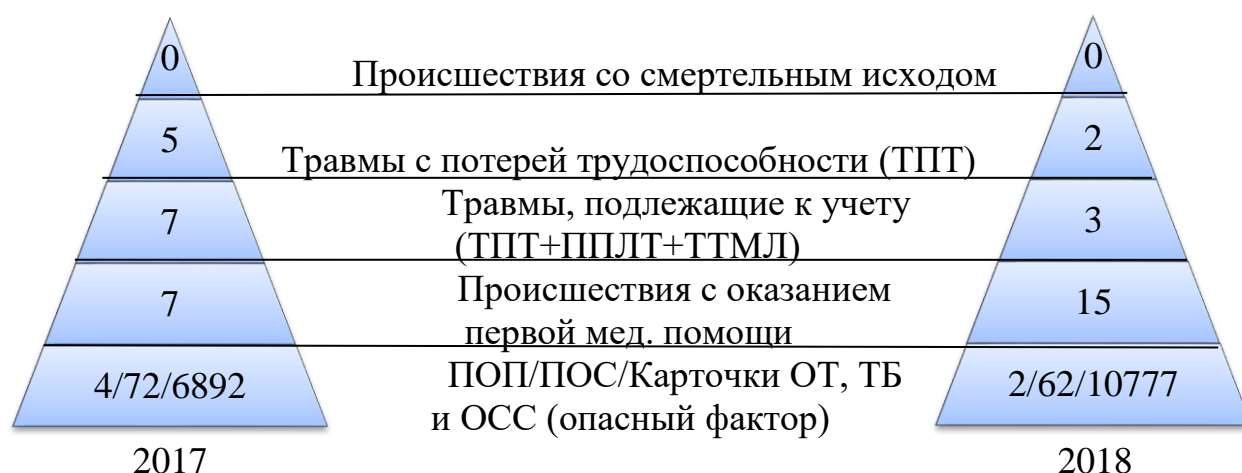 0
Происшествия со смертельным исходом
0
5
Травмы с потерей трудоспособности (ТПТ)
2
7
Травмы, подлежащие к учету
(ТПТ+ППЛТ+ТТМЛ)
3
7
Происшествия с оказанием
первой мед. помощи
15
4/72/6892
ПОП/ПОС/Карточки ОТ, ТБ
и ОСС (опасный фактор)
2/62/10777
2017
2018